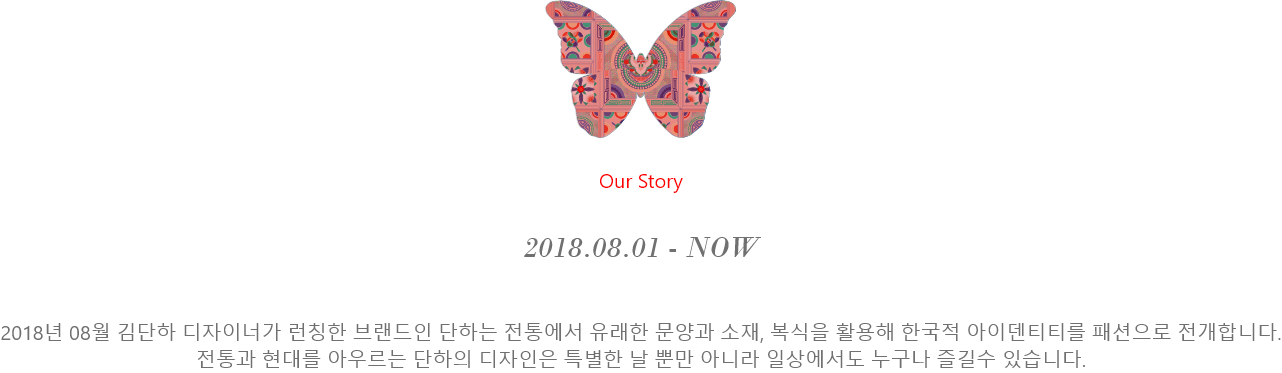 Our Story
2018.08.01 - NOW
2018년 08월 김단하 디자이너가 런칭한 브랜드인 단하는 전통에서 유래한 문양과 소재, 복식을 활용해 한국적 아이덴티티를 패션으로 전개합니다.
전통과 현대를 아우르는 단하의 디자인은 특별한 날 뿐만 아니라 일상에서도 누구나 즐길수 있습니다.